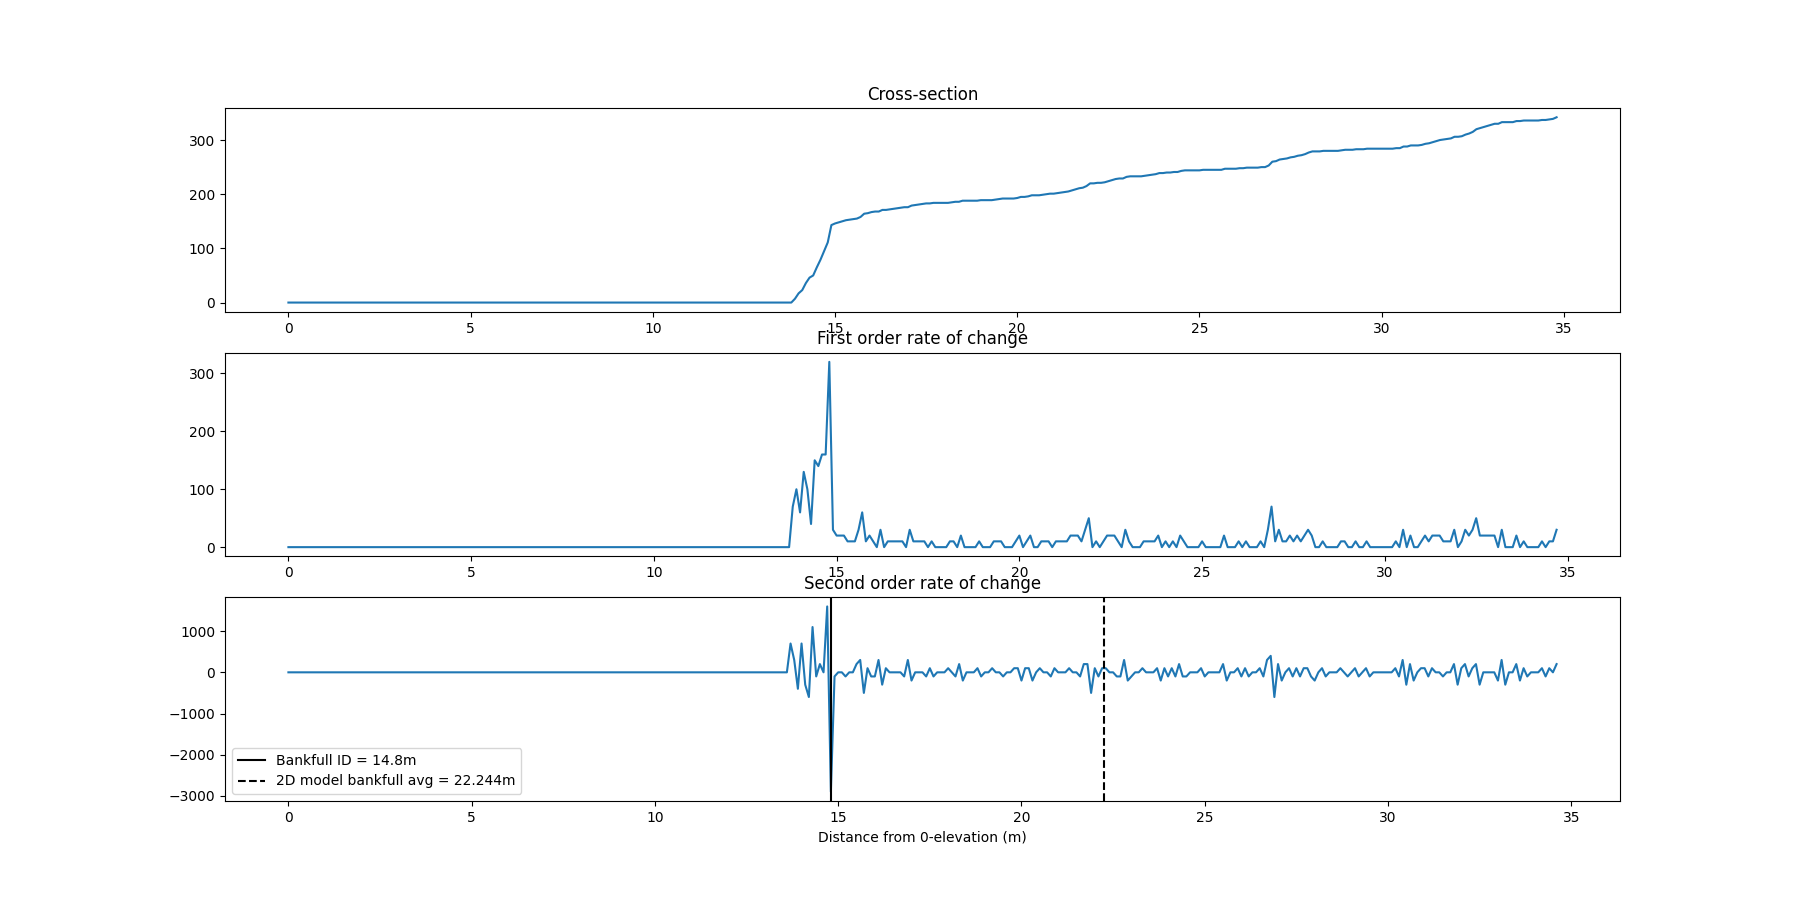 Cross-section
300
200
100
0
0 5 10 15 20 25 30 35
First order rate of change
300
200
100
0
0 5 10 15 20 25 30 35
Second order rate of change
1000
0
−1000
−2000
−3000
Bankfull ID = 14.8m
2D model bankfull avg = 22.244m
0 5 10 15 20 25 30 35
Distance from 0-elevation (m)